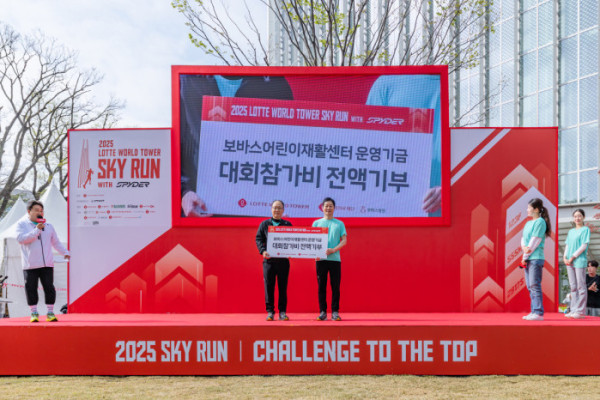 2025 LOTTE WORLD TOWER SKY RUN WITH SPYDER
보바스어린이재활센터 운영기금
대회참가비 전액기부
2025
LOTTE WORLD TOWER
SKY RUN
WITH SPYDER
보바스어린이재활센터 운영기금
대회참가비 전액기부
2025 SKY RUN | CHALLENGE TO THE TOP